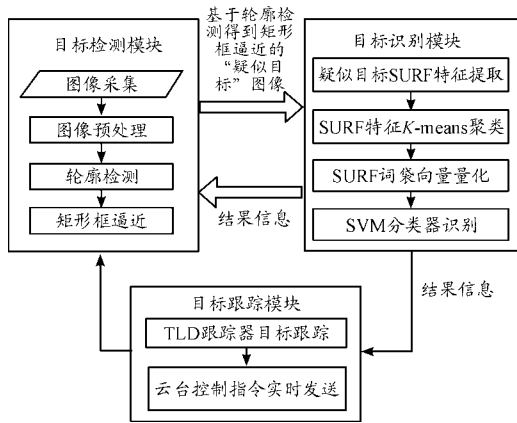 目标检测模块
图像采集
图像预处理
轮廓检测
矩形框逼近
基于轮廓检
测得到矩形
框逼近的
“疑似目
标”图像
结果信息
目标识别模块
疑似目标SURF特征提取
SURF特征K-means聚类
SURF词袋向量量化
SVM分类器识别
结果信息
目标跟踪模块
TLD跟踪器目标跟踪
云台控制指令实时发送